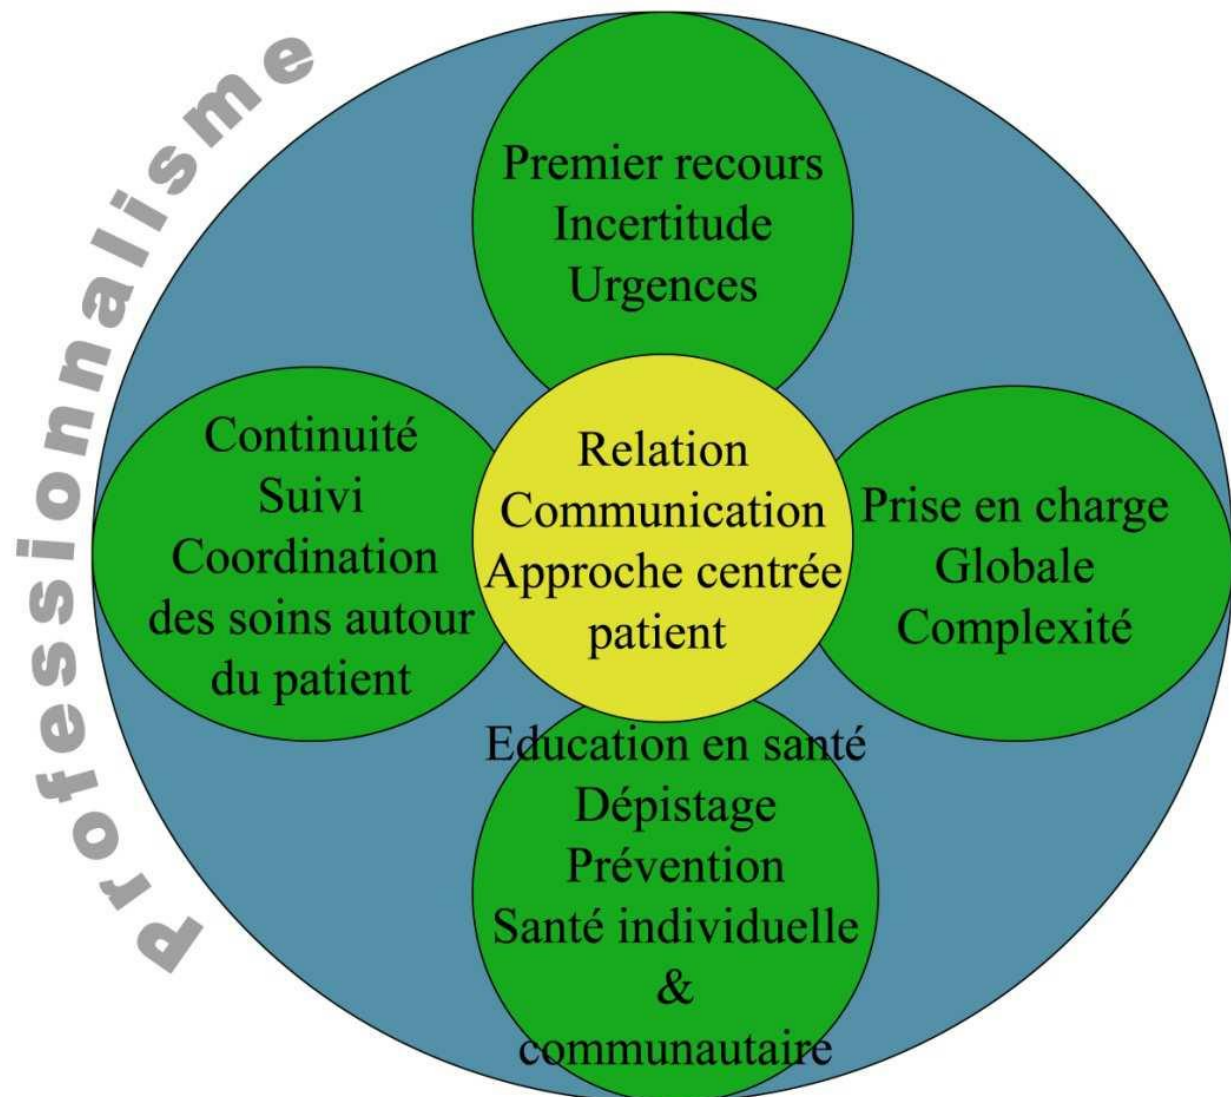 Professionnalisme
Premier recours
Incertitude
Urgences
Continuité
Suivi
Coordination
des soins autour
du patient
Relation
Communication
Approche centrée
patient
Prise en charge
Globale
Complexité
Education en santé
Dépistage
Prévention
Santé individuelle
&
communautaire